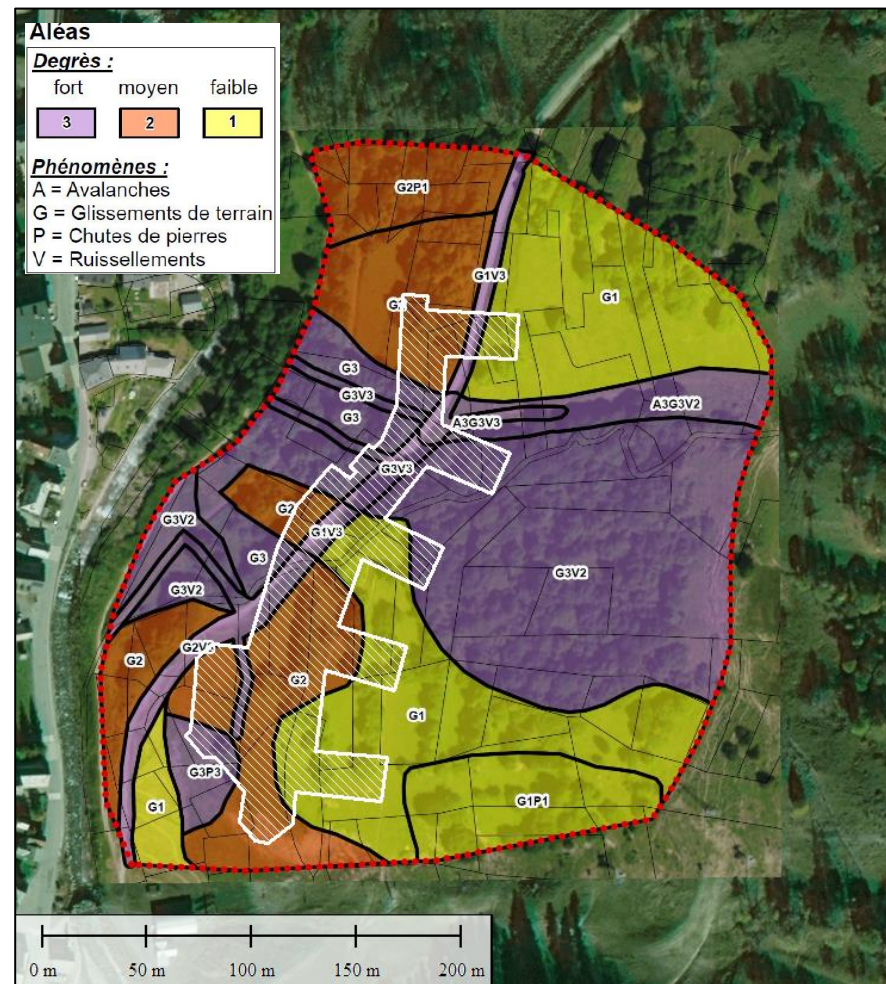 Aléas
Degrès :
fort moyen faible
3 2 1
Phénomènes :
A = Avalanches
G = Glissements de terrain
P = Chutes de pierres
V = Ruissellements
G2P1
G1V3
G1
G3
G3V3
G3
A3G3V3
A3G3V2
G3V3
G2
G1V3
G3V2
G3
G3V2
G3V2
G2
G2
G1
G3P3
G1
G1P1
0 m 50 m 100 m 150 m 200 m